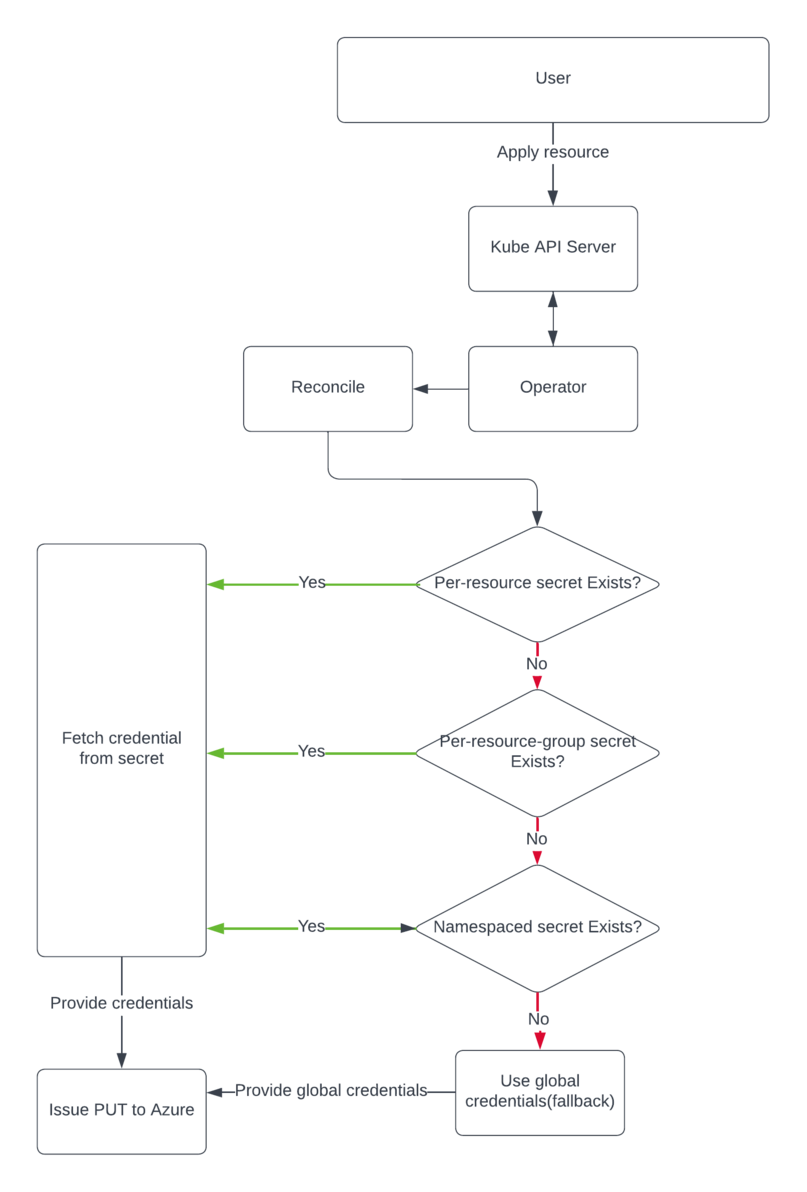 User
Apply resource
Kube API Server
Reconcile
Operator
Per-resource secret Exists?
Yes
No
Per-resource-group secret
Exists?
Yes
Fetch credential
from secret
No
Namespaced secret Exists?
Yes
No
Provide credentials
Use global
credentials(fallback)
Provide global credentials
Issue PUT to Azure